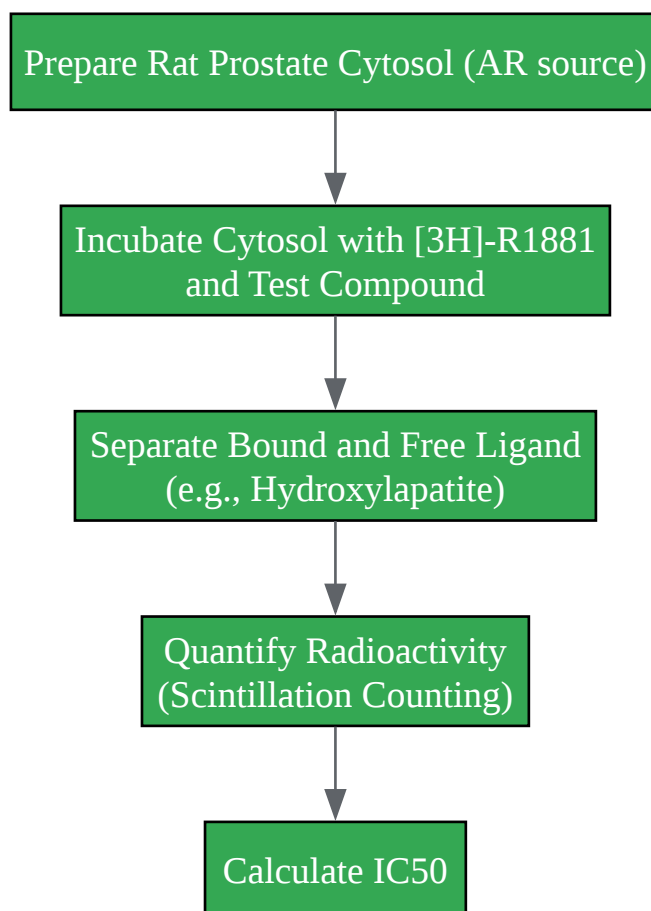 Prepare Rat Prostate Cytosol (AR source)
Incubate Cytosol with [3H]-R1881
and Test Compound
Separate Bound and Free Ligand
(e.g., Hydroxylapatite)
Quantify Radioactivity
(Scintillation Counting)
Calculate IC50